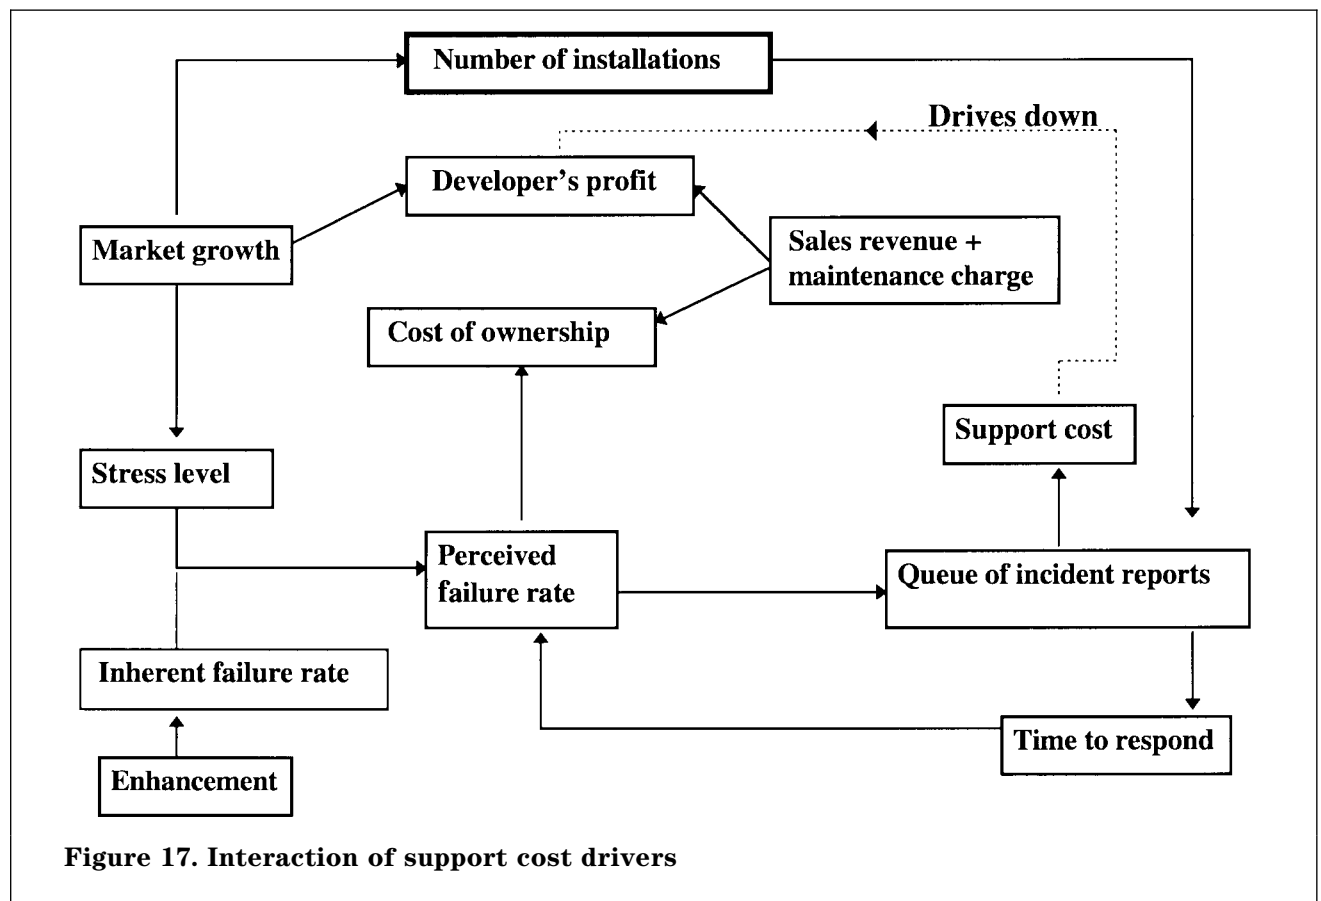 Number of installations
Drives down
Developer's profit
Market growth
Sales revenue +
maintenance charge
Cost of ownership
Support cost
Stress level
Perceived
failure rate
Queue of incident reports
Inherent failure rate
Time to respond
Enhancement
Figure 17. Interaction of support cost drivers